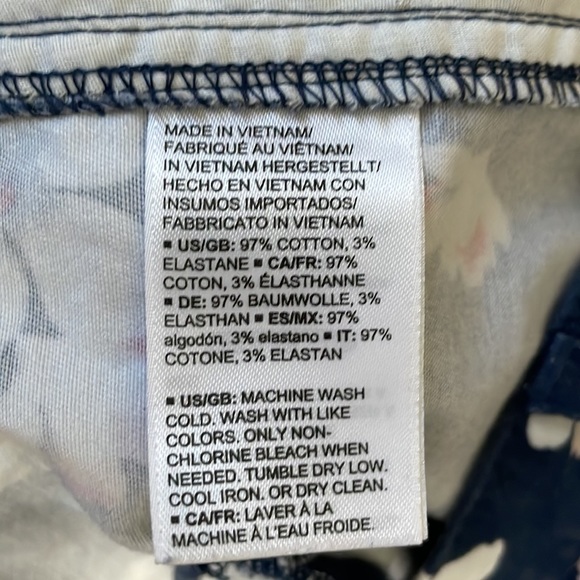 MADE IN VIETNAM/
FABRIQUÉ AU VIÊTNAM/
IN VIETNAM HERGESTELLT/
HECHO EN VIETNAM CON
INSUMOS IMPORTADOS/
FABBRICATO IN VIETNAM
▪ US/GB: 97% COTTON, 3%
ELASTANE ▪ CA/FR: 97%
COTON, 3% ÉLASTHANNE
▪ DE: 97% BAUMWOLLE, 3%
ELASTHAN ▪ ES/MX: 97%
algodón, 3% elastano ▪ IT: 97%
COTONE, 3% ELASTAN
▪ US/GB: MACHINE WASH
COLD. WASH WITH LIKE
COLORS. ONLY NON-
CHLORINE BLEACH WHEN
NEEDED. TUMBLE DRY LOW.
COOL IRON. OR DRY CLEAN.
▪ CA/FR: LAVER À LA
MACHINE À L'EAU FROIDE.